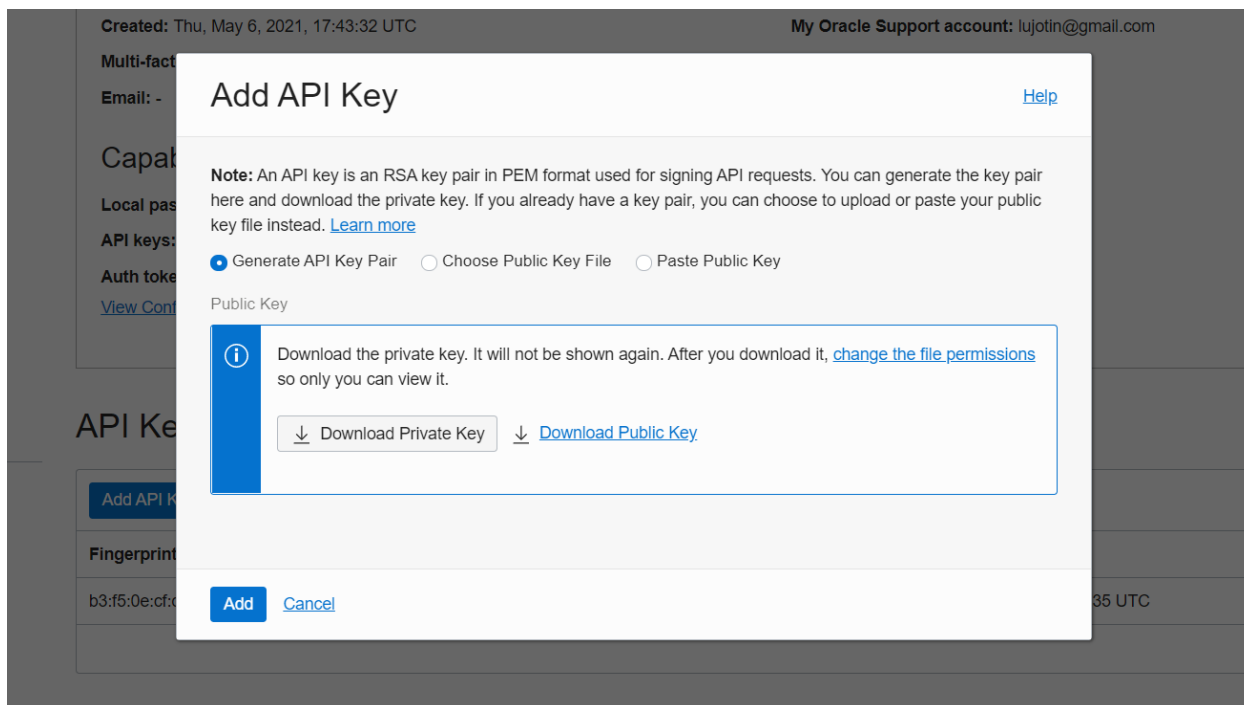 Created: Thu, May 6, 2021, 17:43:32 UTC
My Oracle Support account: lujotin@gmail.com
Multi-fact
Email: -
Add API Key
Help
Capab
Note: An API key is an RSA key pair in PEM format used for signing API requests. You can generate the key pair
here and download the private key. If you already have a key pair, you can choose to upload or paste your public
key file instead. Learn more
Local pas
API keys:
Generate API Key Pair Choose Public Key File Paste Public Key
Auth toke
View Conf
Public Key
Download the private key. It will not be shown again. After you download it, change the file permissions
so only you can view it.
API Ke
Download Private Key Download Public Key
Add API K
Fingerprint
b3:f5:0e:cf:
35 UTC
Add Cancel